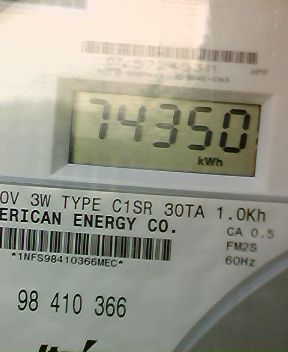 74350
kWh
0V 3W TYPE C1SR 30TA 1.0Kh
ERICAN ENERGY CO.
CA 0.5
FM2S
*1NFS98410366MEC*
60Hz
98 410 366